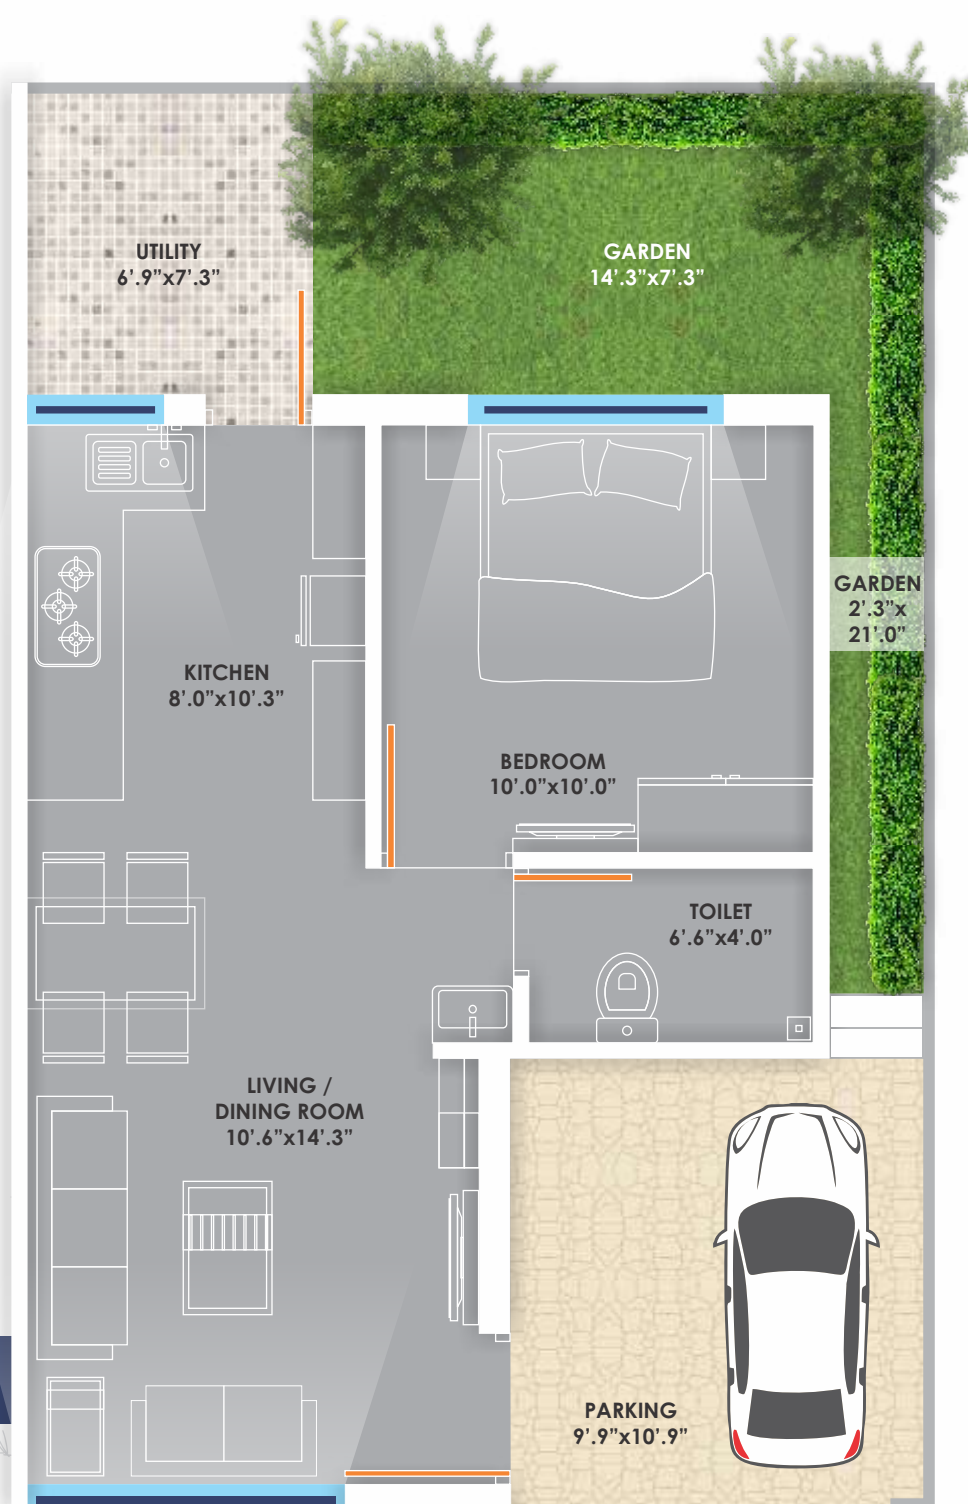 UTILITY
6’.9”x7’.3”
GARDEN
14’.3”x7’.3”
GARDEN
2’.3”x
21’.0”
KITCHEN
8’.0”x10’.3”
BEDROOM
10’.0”x10’.0”
TOILET
6’.6”x4’.0”
LIVING /
DINING ROOM
10’.6”x14’.3”
PARKING
9’.9”x10’.9”